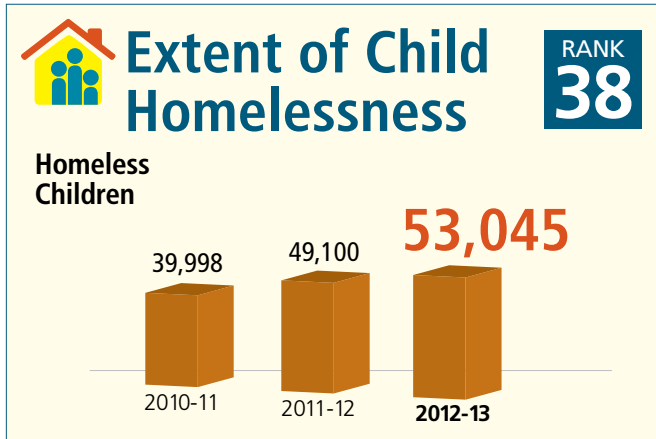 Extent of Child
Homelessness
RANK
38
Homeless
Children
39,998
49,100
53,045
2010-11
2011-12
2012-13